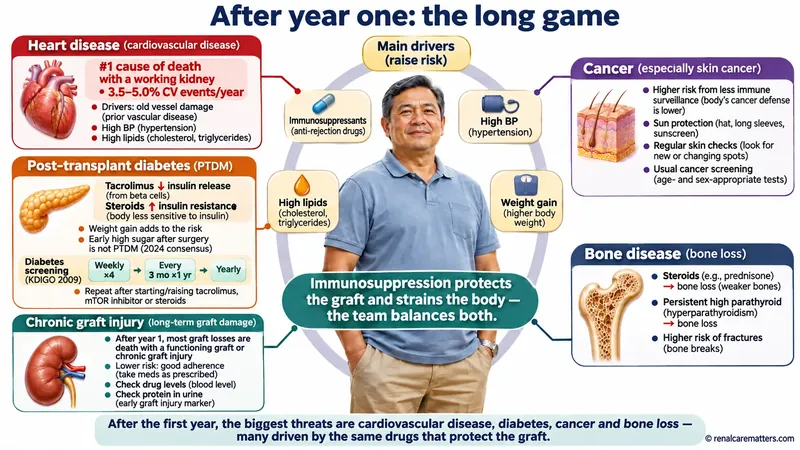 After year one: the long game
Heart disease (cardiovascular disease)
#1 cause of death
with a working kidney
• 3.5–5.0% CV events/year
• Drivers: old vessel damage
(prior vascular disease)
• High BP (hypertension)
• High lipids (cholesterol, triglycerides)
Post-transplant diabetes (PTDM)
Tacrolimus ↓ insulin release
(from beta cells)
Steroids ↑ insulin resistance
(body less sensitive to insulin)
• Weight gain adds to the risk
• Early high sugar after surgery
is not PTDM (2024 consensus)
Diabetes
screening
(KDIGO 2009)
Weekly
×4
→
Every
3 mo ×1 yr
→
Yearly
• Repeat after starting/raising tacrolimus,
mTOR inhibitor or steroids
Chronic graft injury (long-term graft damage)
• After year 1, most graft losses are
death with a functioning graft or
chronic graft injury
• Lower risk: good adherence
(take meds as prescribed)
• Check drug levels (blood level)
• Check protein in urine
(early graft injury marker)
Main drivers
(raise risk)
Immunosuppressants
(anti-rejection drugs)
High BP
(hypertension)
High lipids
(cholesterol,
triglycerides)
Weight gain
(higher body
weight)
Immunosuppression protects
the graft and strains the body —
the team balances both.
Cancer (especially skin cancer)
• Higher risk from less immune
surveillance (body's cancer defense
is lower)
• Sun protection (hat, long sleeves,
sunscreen)
• Regular skin checks (look for
new or changing spots)
• Usual cancer screening
(age- and sex-appropriate tests)
Bone disease (bone loss)
• Steroids (e.g., prednisone)
→ bone loss (weaker bones)
• Persistent high parathyroid
(hyperparathyroidism)
→ bone loss
• Higher risk of fractures
(bone breaks)
After the first year, the biggest threats are cardiovascular disease, diabetes, cancer and bone loss —
many driven by the same drugs that protect the graft.
© renalcarematters.com